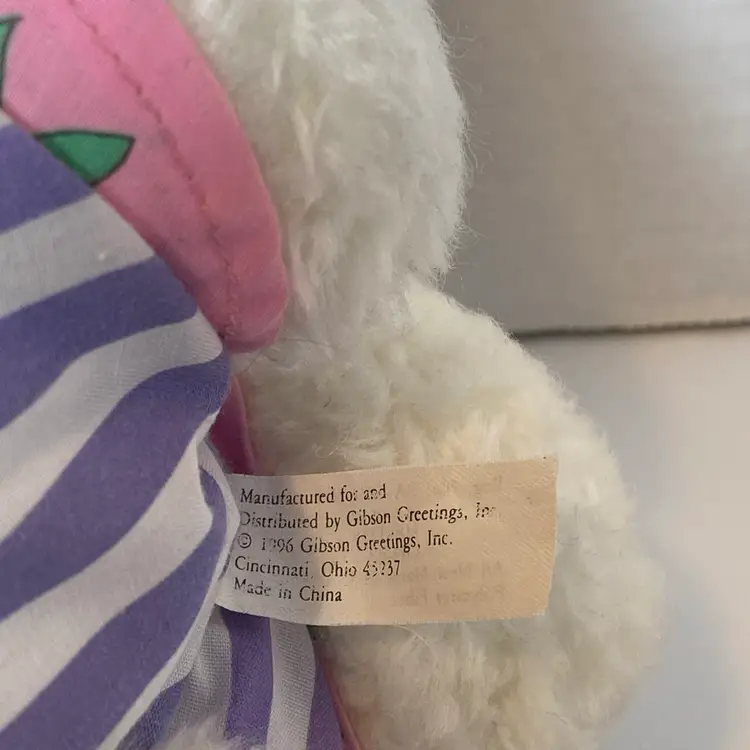 Manufactured for and
Distributed by Gibson Greetings, Inc.
© 1996 Gibson Greetings, Inc.
Cincinnati, Ohio 45237
Made in China